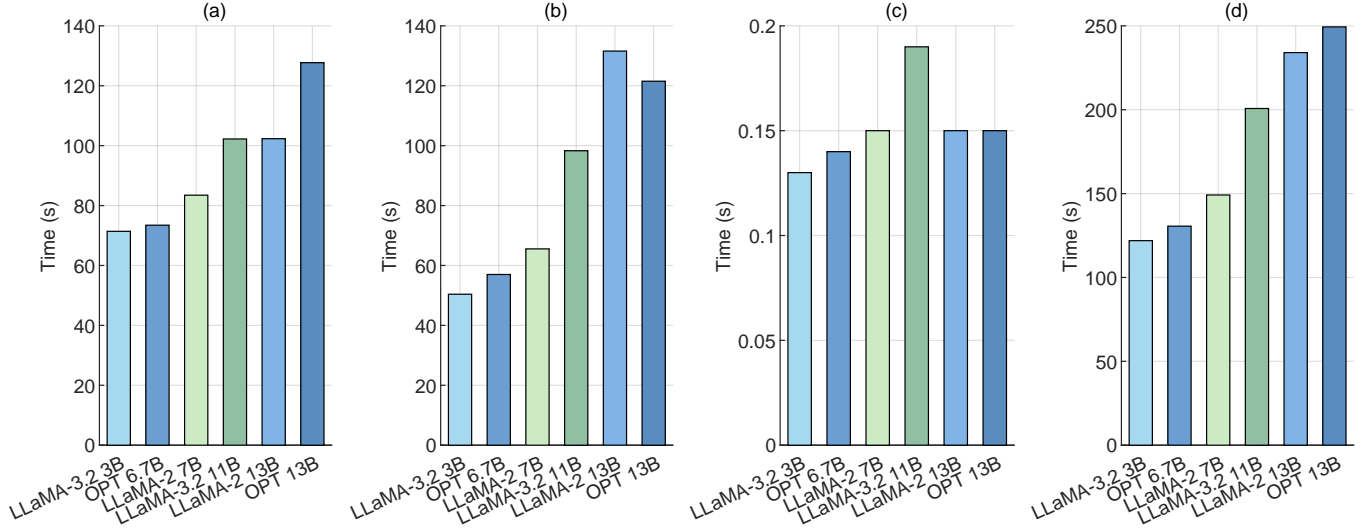 (a)
Time (s)
140
120
100
80
60
40
20
0
LLaMA-3.2 3B
OPT 6.7B
LLaMA-2 7B
LLaMA-3.2 11B
LLaMA-2 13B
OPT 13B
(b)
Time (s)
140
120
100
80
60
40
20
0
LLaMA-3.2 3B
OPT 6.7B
LLaMA-2 7B
LLaMA-3.2 11B
LLaMA-2 13B
OPT 13B
(c)
Time (s)
0.2
0.15
0.1
0.05
0
LLaMA-3.2 3B
OPT 6.7B
LLaMA-2 7B
LLaMA-3.2 11B
LLaMA-2 13B
OPT 13B
(d)
Time (s)
250
200
150
100
50
0
LLaMA-3.2 3B
OPT 6.7B
LLaMA-2 7B
LLaMA-3.2 11B
LLaMA-2 13B
OPT 13B